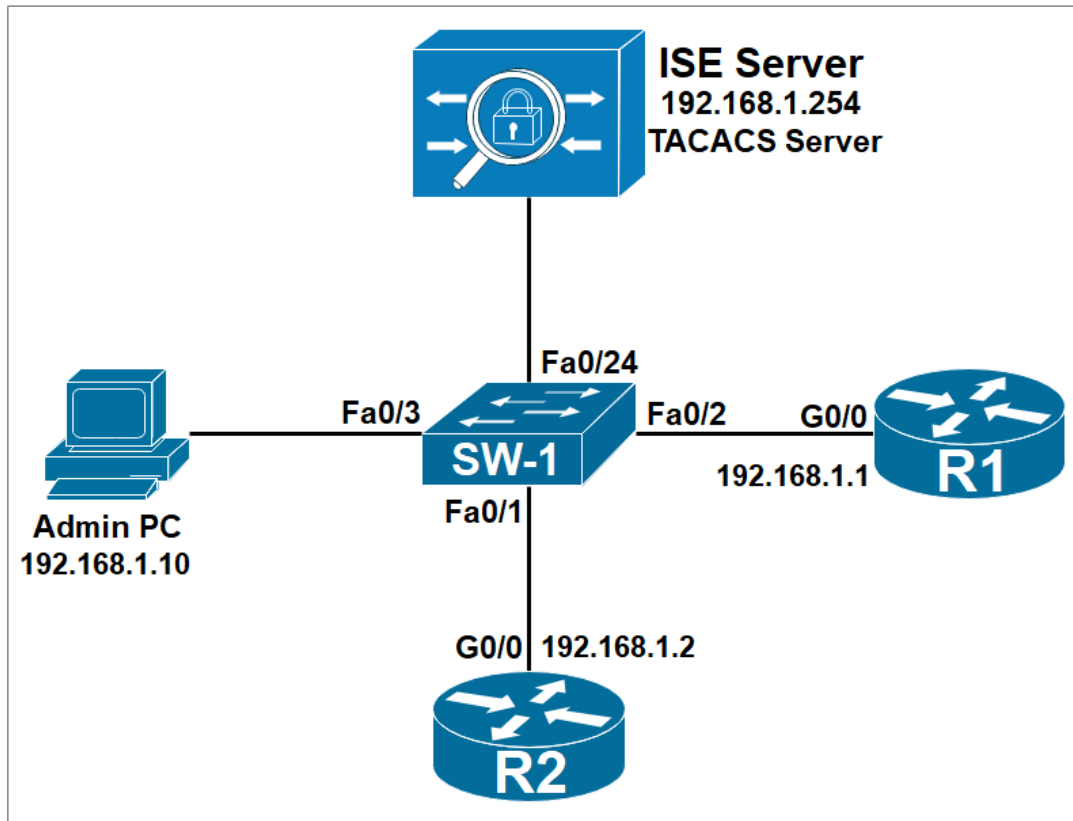 ISE Server
192.168.1.254
TACACS Server
Fa0/24
Fa0/3
Fa0/2
G0/0
SW-1
192.168.1.1
R1
Fa0/1
Admin PC
192.168.1.10
G0/0
192.168.1.2
R2